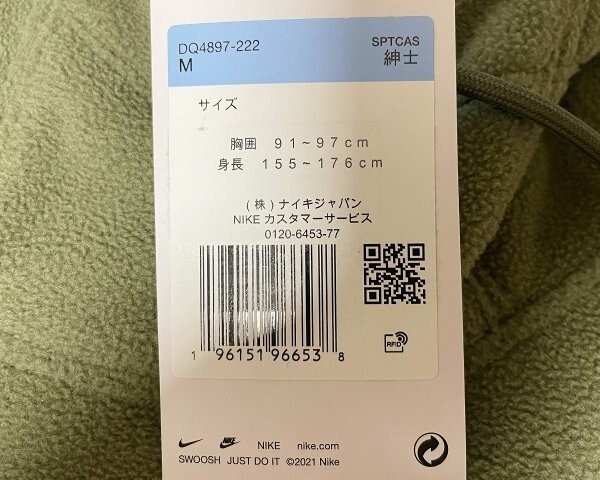 DQ4897-222 SPTCAS
M 紳士
サイズ
胸囲 91~97cm
身長 155~176cm
(株)ナイキジャパン
NIKE カスタマーサービス
0120-6453-77
1 96151 96653 8
RFID
NIKE nike.com
SWOOSH JUST DO IT ©2021 Nike